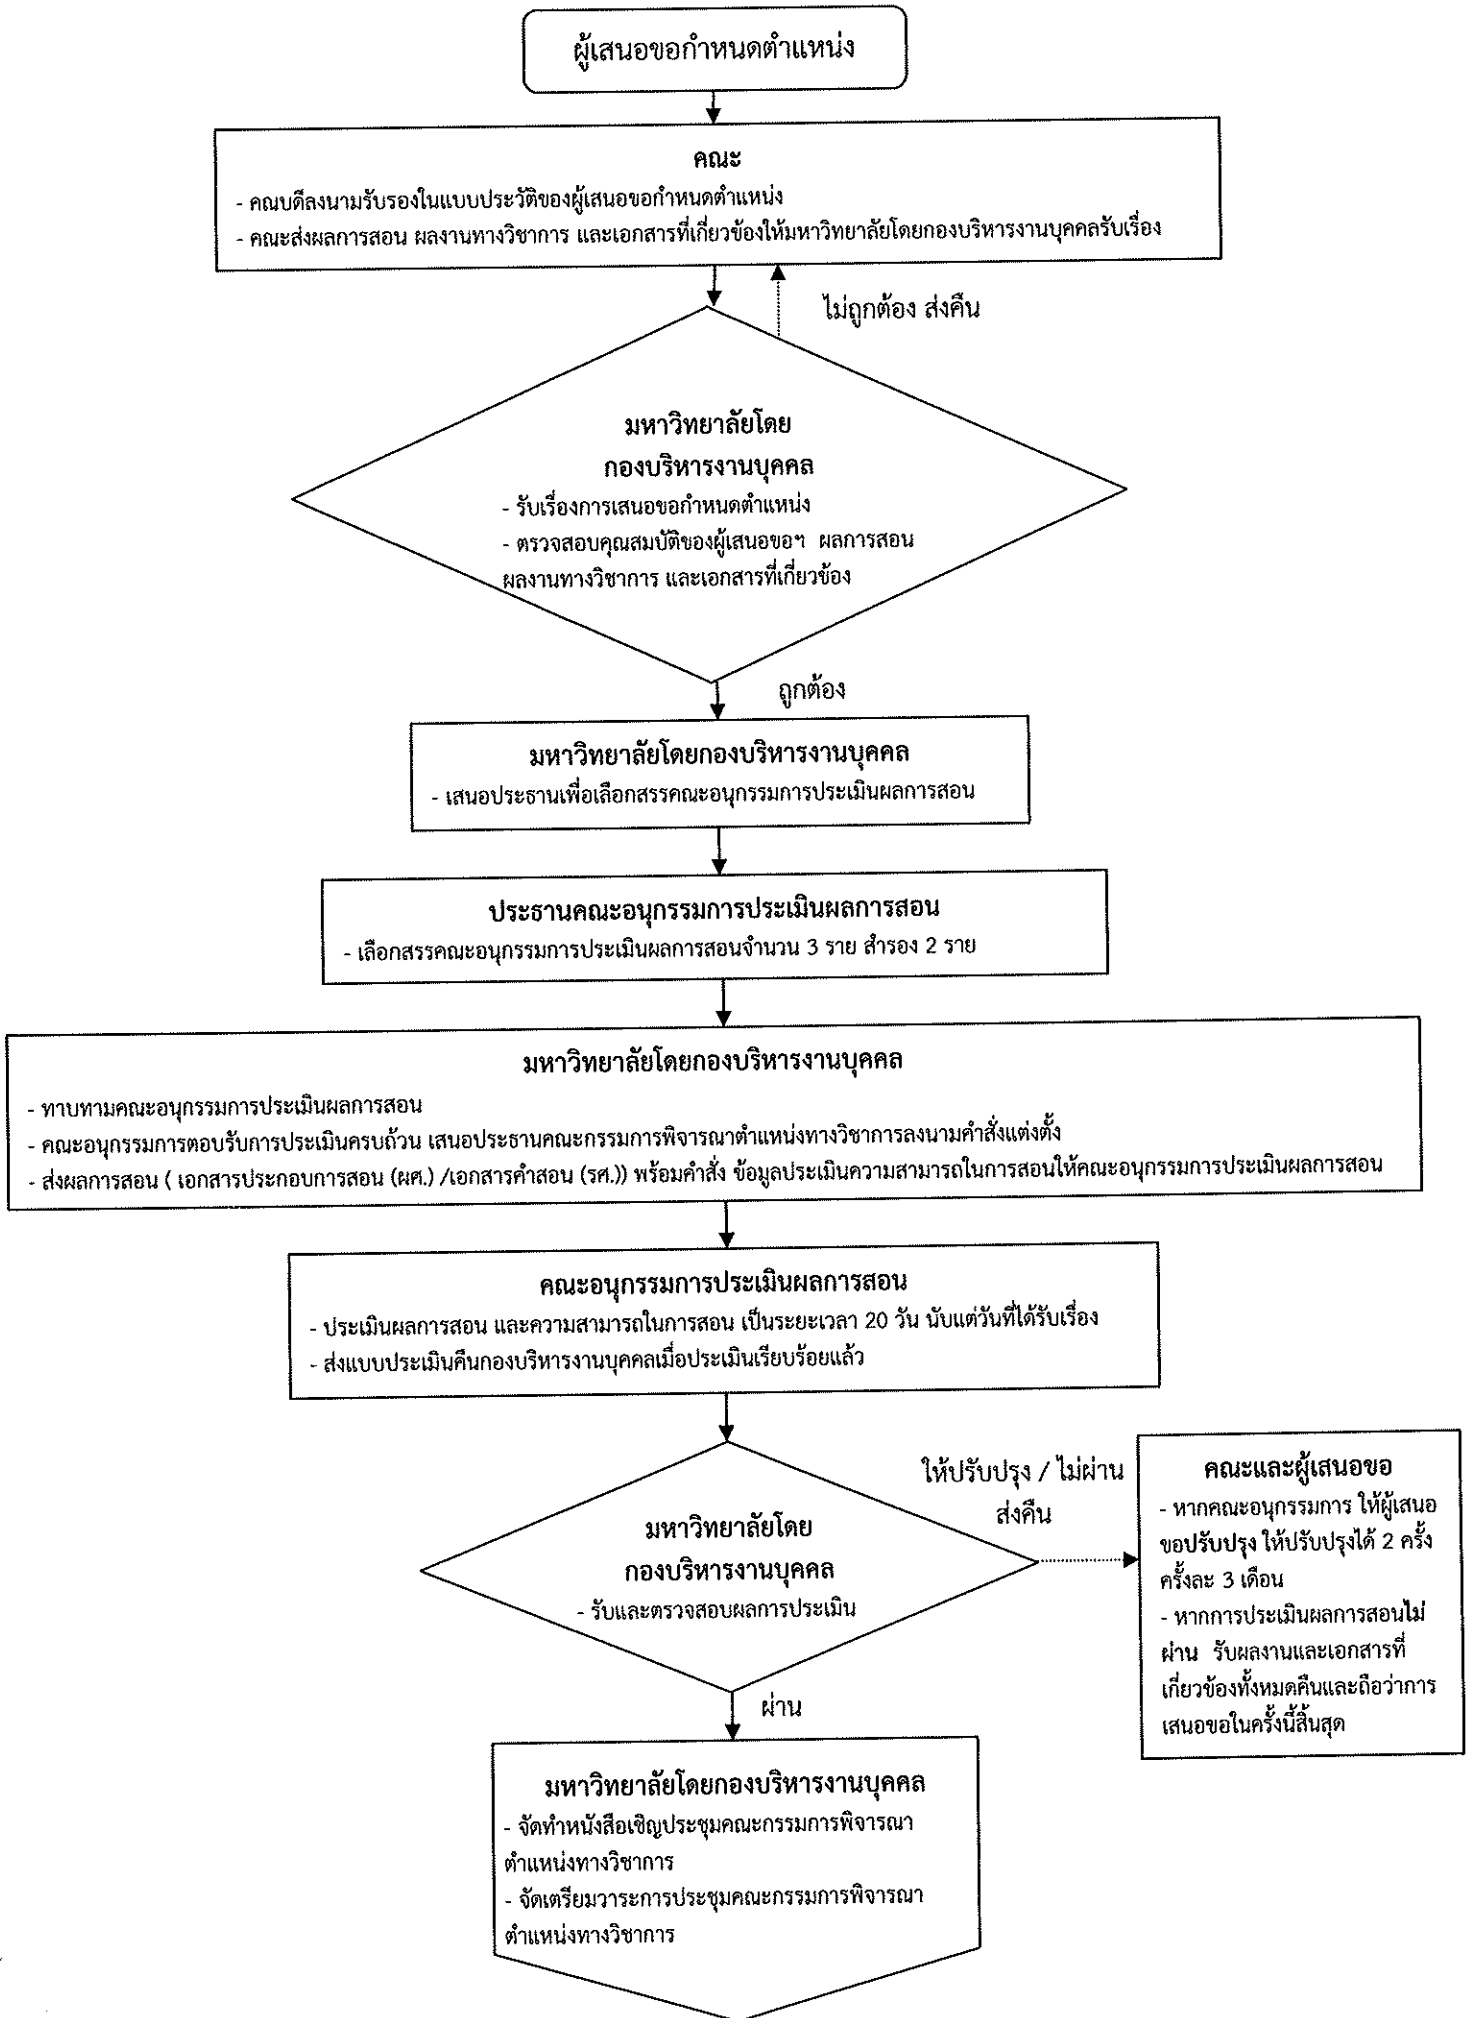 ผู้เสนอขอกำหนดตำแหน่ง
คณะ
- คณบดีลงนามรับรองในแบบประวัติของผู้เสนอขอกำหนดตำแหน่ง
- คณะส่งผลการสอน ผลงานทางวิชาการ และเอกสารที่เกี่ยวข้องให้มหาวิทยาลัยโดยกองบริหารงานบุคคลรับเรื่อง
ไม่ถูกต้อง ส่งคืน
มหาวิทยาลัยโดย
กองบริหารงานบุคคล
- รับเรื่องการเสนอขอกำหนดตำแหน่ง
- ตรวจสอบคุณสมบัติของผู้เสนอขอฯ ผลการสอน
ผลงานทางวิชาการ และเอกสารที่เกี่ยวข้อง
ถูกต้อง
มหาวิทยาลัยโดยกองบริหารงานบุคคล
- เสนอประธานเพื่อเลือกสรรคณะอนุกรรมการประเมินผลการสอน
ประธานคณะอนุกรรมการประเมินผลการสอน
- เลือกสรรคณะอนุกรรมการประเมินผลการสอนจำนวน 3 ราย สำรอง 2 ราย
มหาวิทยาลัยโดยกองบริหารงานบุคคล
- ทาบทามคณะอนุกรรมการประเมินผลการสอน
- คณะอนุกรรมการตอบรับการประเมินครบถ้วน เสนอประธานคณะกรรมการพิจารณาตำแหน่งทางวิชาการลงนามคำสั่งแต่งตั้ง
- ส่งผลการสอน ( เอกสารประกอบการสอน (ผศ.) /เอกสารคำสอน (รศ.)) พร้อมคำสั่ง ข้อมูลประเมินความสามารถในการสอนให้คณะอนุกรรมการประเมินผลการสอน
คณะอนุกรรมการประเมินผลการสอน
- ประเมินผลการสอน และความสามารถในการสอน เป็นระยะเวลา 20 วัน นับแต่วันที่ได้รับเรื่อง
- ส่งแบบประเมินคืนกองบริหารงานบุคคลเมื่อประเมินเรียบร้อยแล้ว
ให้ปรับปรุง / ไม่ผ่าน
ส่งคืน
มหาวิทยาลัยโดย
กองบริหารงานบุคคล
- รับและตรวจสอบผลการประเมิน
คณะและผู้เสนอขอ
- หากคณะอนุกรรมการ ให้ผู้เสนอ
ขอปรับปรุง ให้ปรับปรุงได้ 2 ครั้ง
ครั้งละ 3 เดือน
- หากการประเมินผลการสอนไม่
ผ่าน รับผลงานและเอกสารที่
เกี่ยวข้องทั้งหมดคืนและถือว่าการ
เสนอขอในครั้งนี้สิ้นสุด
ผ่าน
มหาวิทยาลัยโดยกองบริหารงานบุคคล
- จัดทำหนังสือเชิญประชุมคณะกรรมการพิจารณา
ตำแหน่งทางวิชาการ
- จัดเตรียมวาระการประชุมคณะกรรมการพิจารณา
ตำแหน่งทางวิชาการ